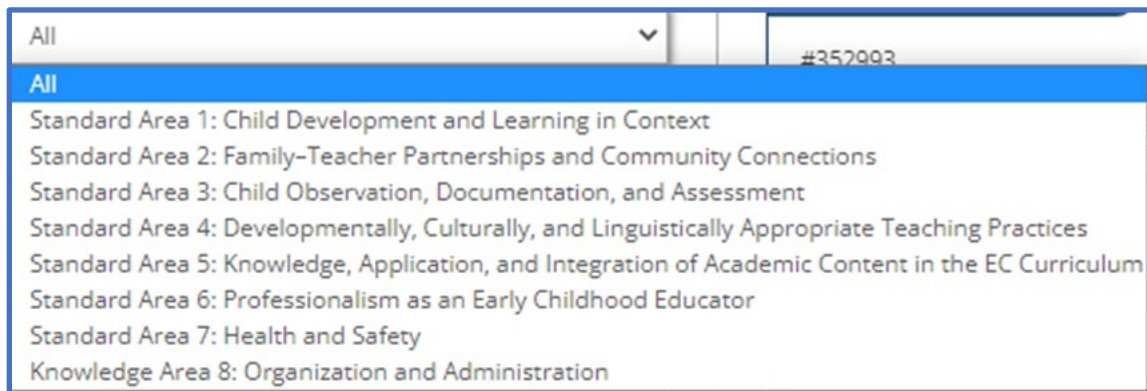 All
#352993
All
Standard Area 1: Child Development and Learning in Context
Standard Area 2: Family–Teacher Partnerships and Community Connections
Standard Area 3: Child Observation, Documentation, and Assessment
Standard Area 4: Developmentally, Culturally, and Linguistically Appropriate Teaching Practices
Standard Area 5: Knowledge, Application, and Integration of Academic Content in the EC Curriculum
Standard Area 6: Professionalism as an Early Childhood Educator
Standard Area 7: Health and Safety
Knowledge Area 8: Organization and Administration